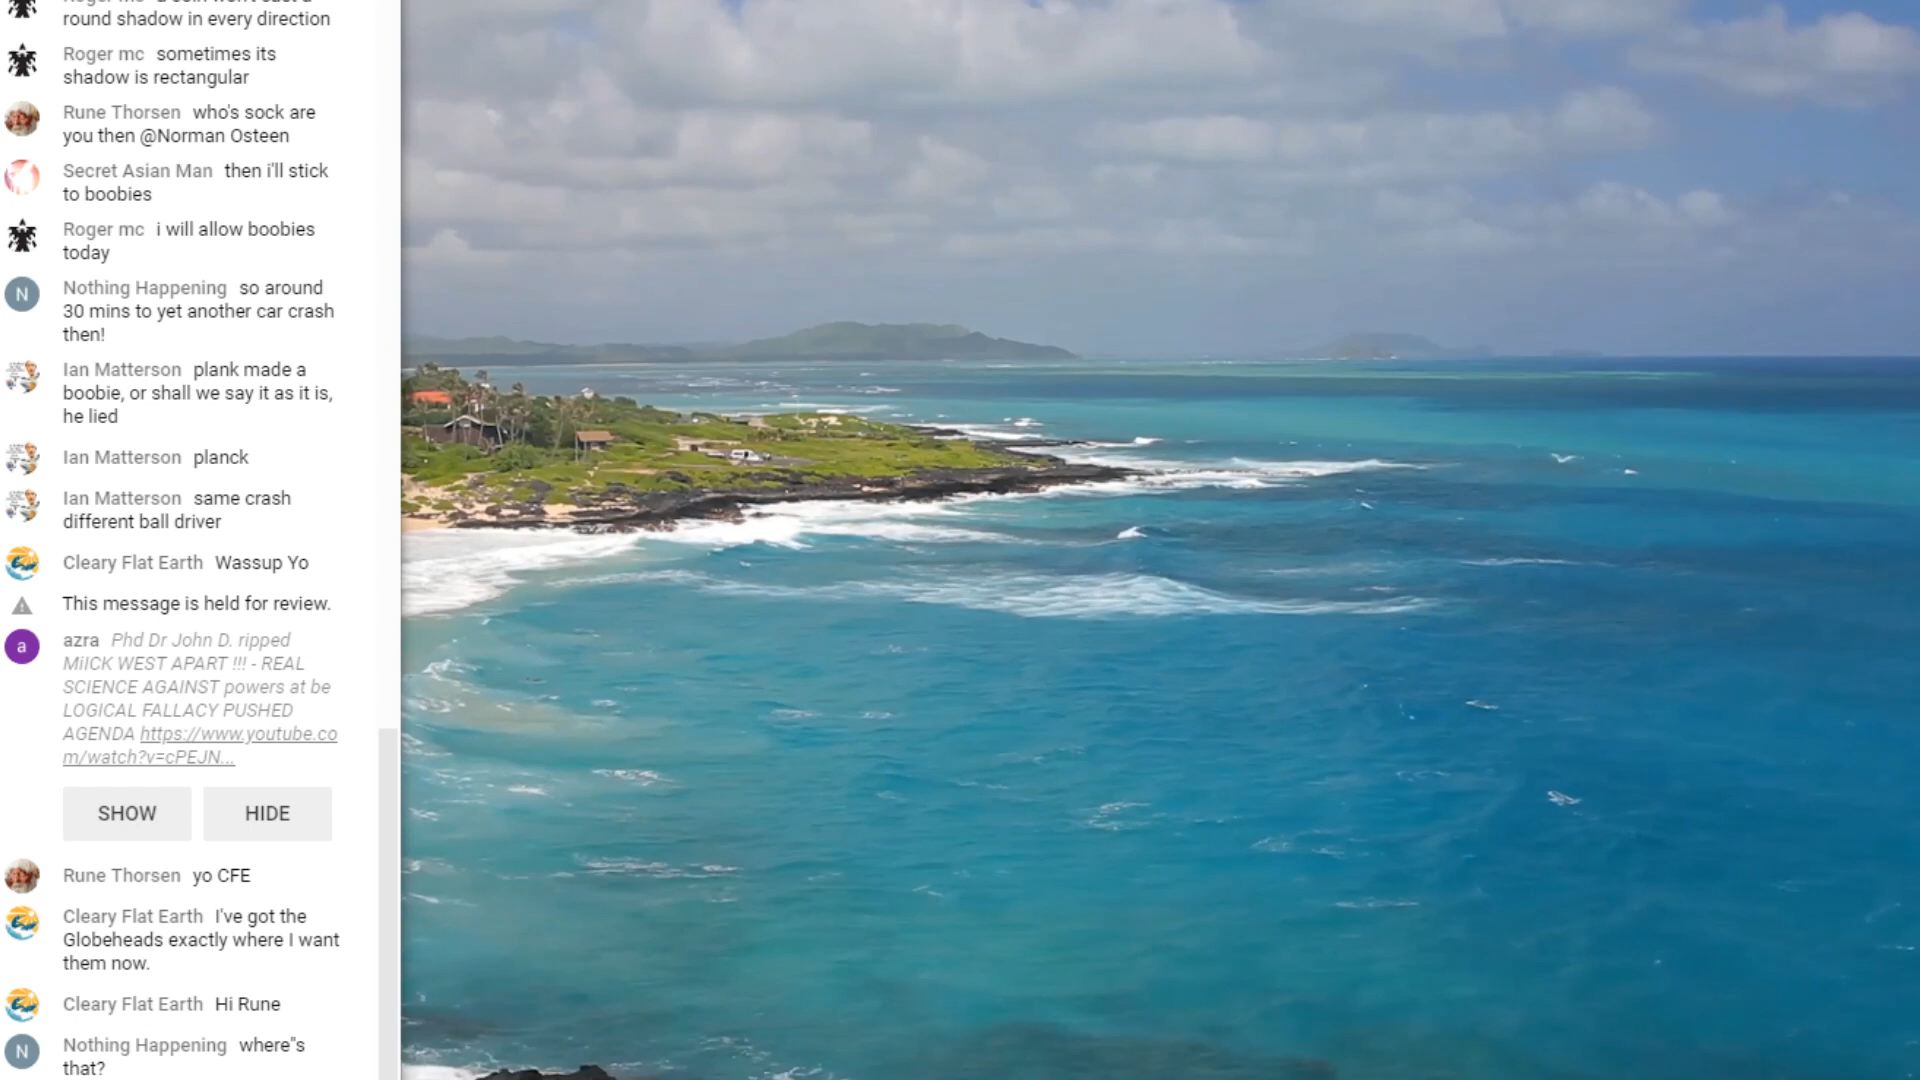 round shadow in every direction
Roger mc sometimes its
shadow is rectangular
Rune Thorsen who's sock are
you then @Norman Osteen
Secret Asian Man then i'll stick
to boobies
Roger mc i will allow boobies
today
N
Nothing Happening so around
30 mins to yet another car crash
then!
Ian Matterson plank made a
boobie, or shall we say it as it is,
he lied
Ian Matterson planck
Ian Matterson same crash
different ball driver
Cleary Flat Earth Wassup Yo
This message is held for review.
a
azra Phd Dr John D. ripped
MiICK WEST APART !!! - REAL
SCIENCE AGAINST powers at be
LOGICAL FALLACY PUSHED
AGENDA https://www.youtube.co
m/watch?v=cPEJN...
SHOW HIDE
Rune Thorsen yo CFE
Cleary Flat Earth I've got the
Globeheads exactly where I want
them now.
Cleary Flat Earth Hi Rune
N
Nothing Happening where"s
that?